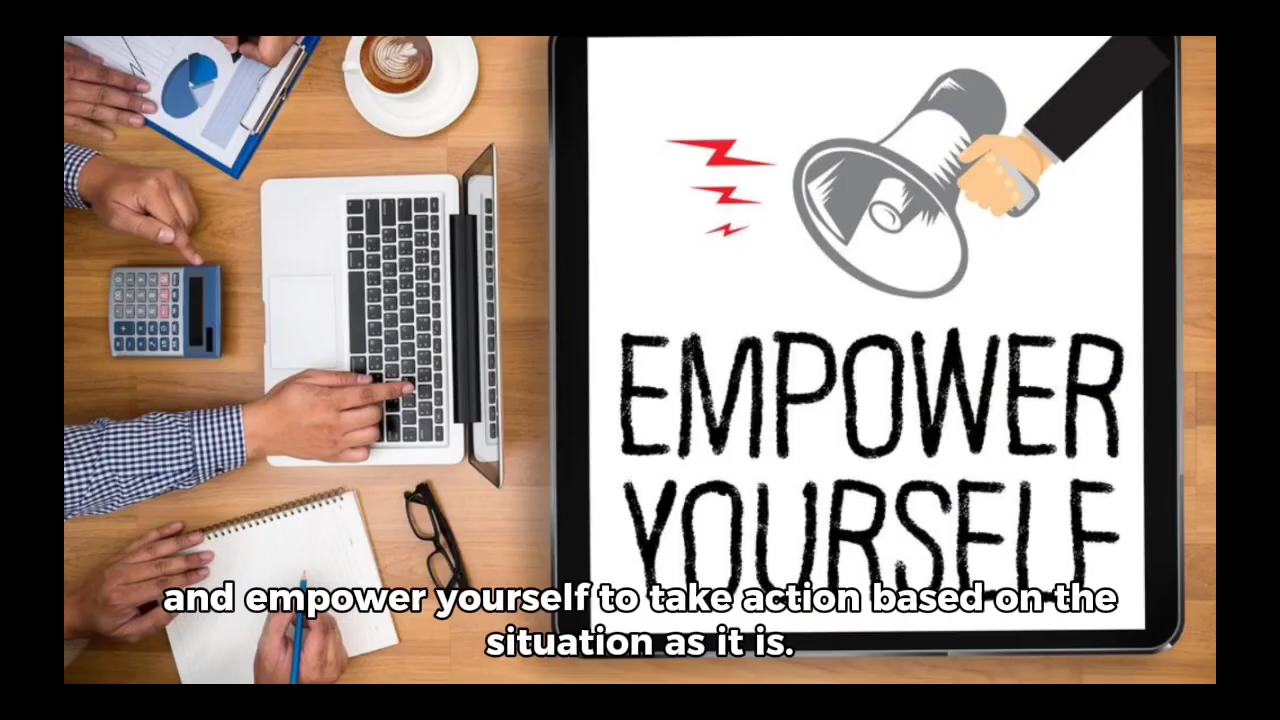 EMPOWER
YOURSELF
and empower yourself to take action based on the
situation as it is.